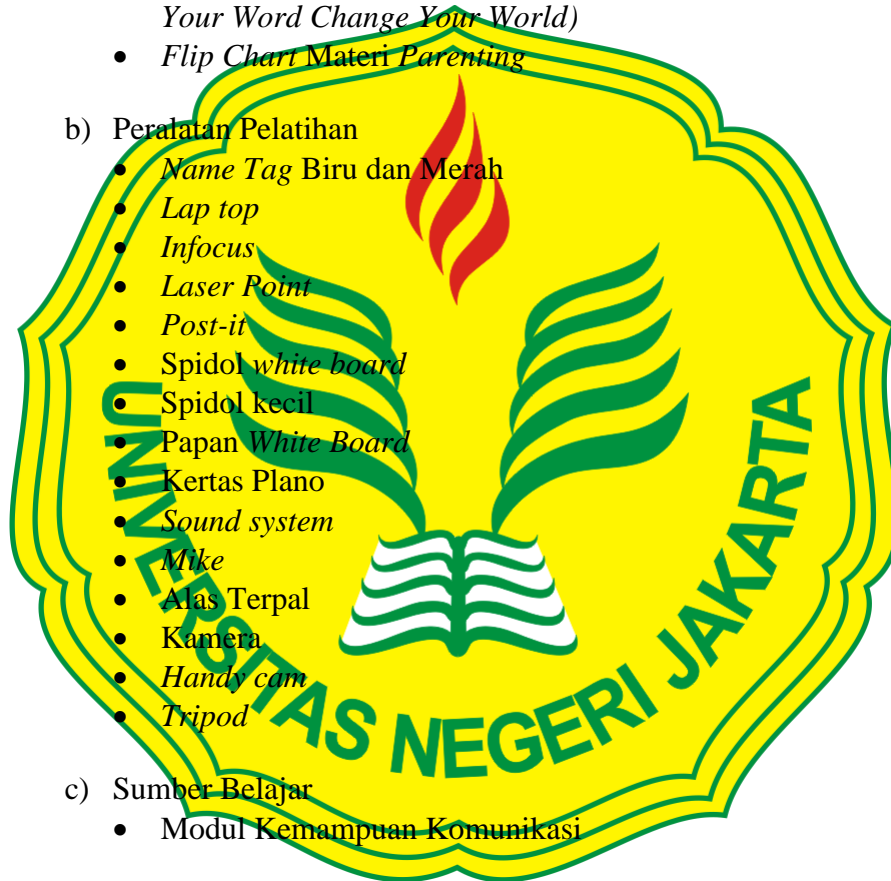 Your Word Change Your World)
• Flip Chart Materi Parenting
b) Peralatan Pelatihan
• Name Tag Biru dan Merah
• Lap top
• Infocus
• Laser Point
• Post-it
• Spidol white board
• Spidol kecil
• Papan White Board
• Kertas Plano
• Sound system
• Mike
• Alas Terpal
• Kamera
• Handy cam
• Tripod
c) Sumber Belajar
• Modul Kemampuan Komunikasi
UNIVERSITAS NEGERI JAKARTA